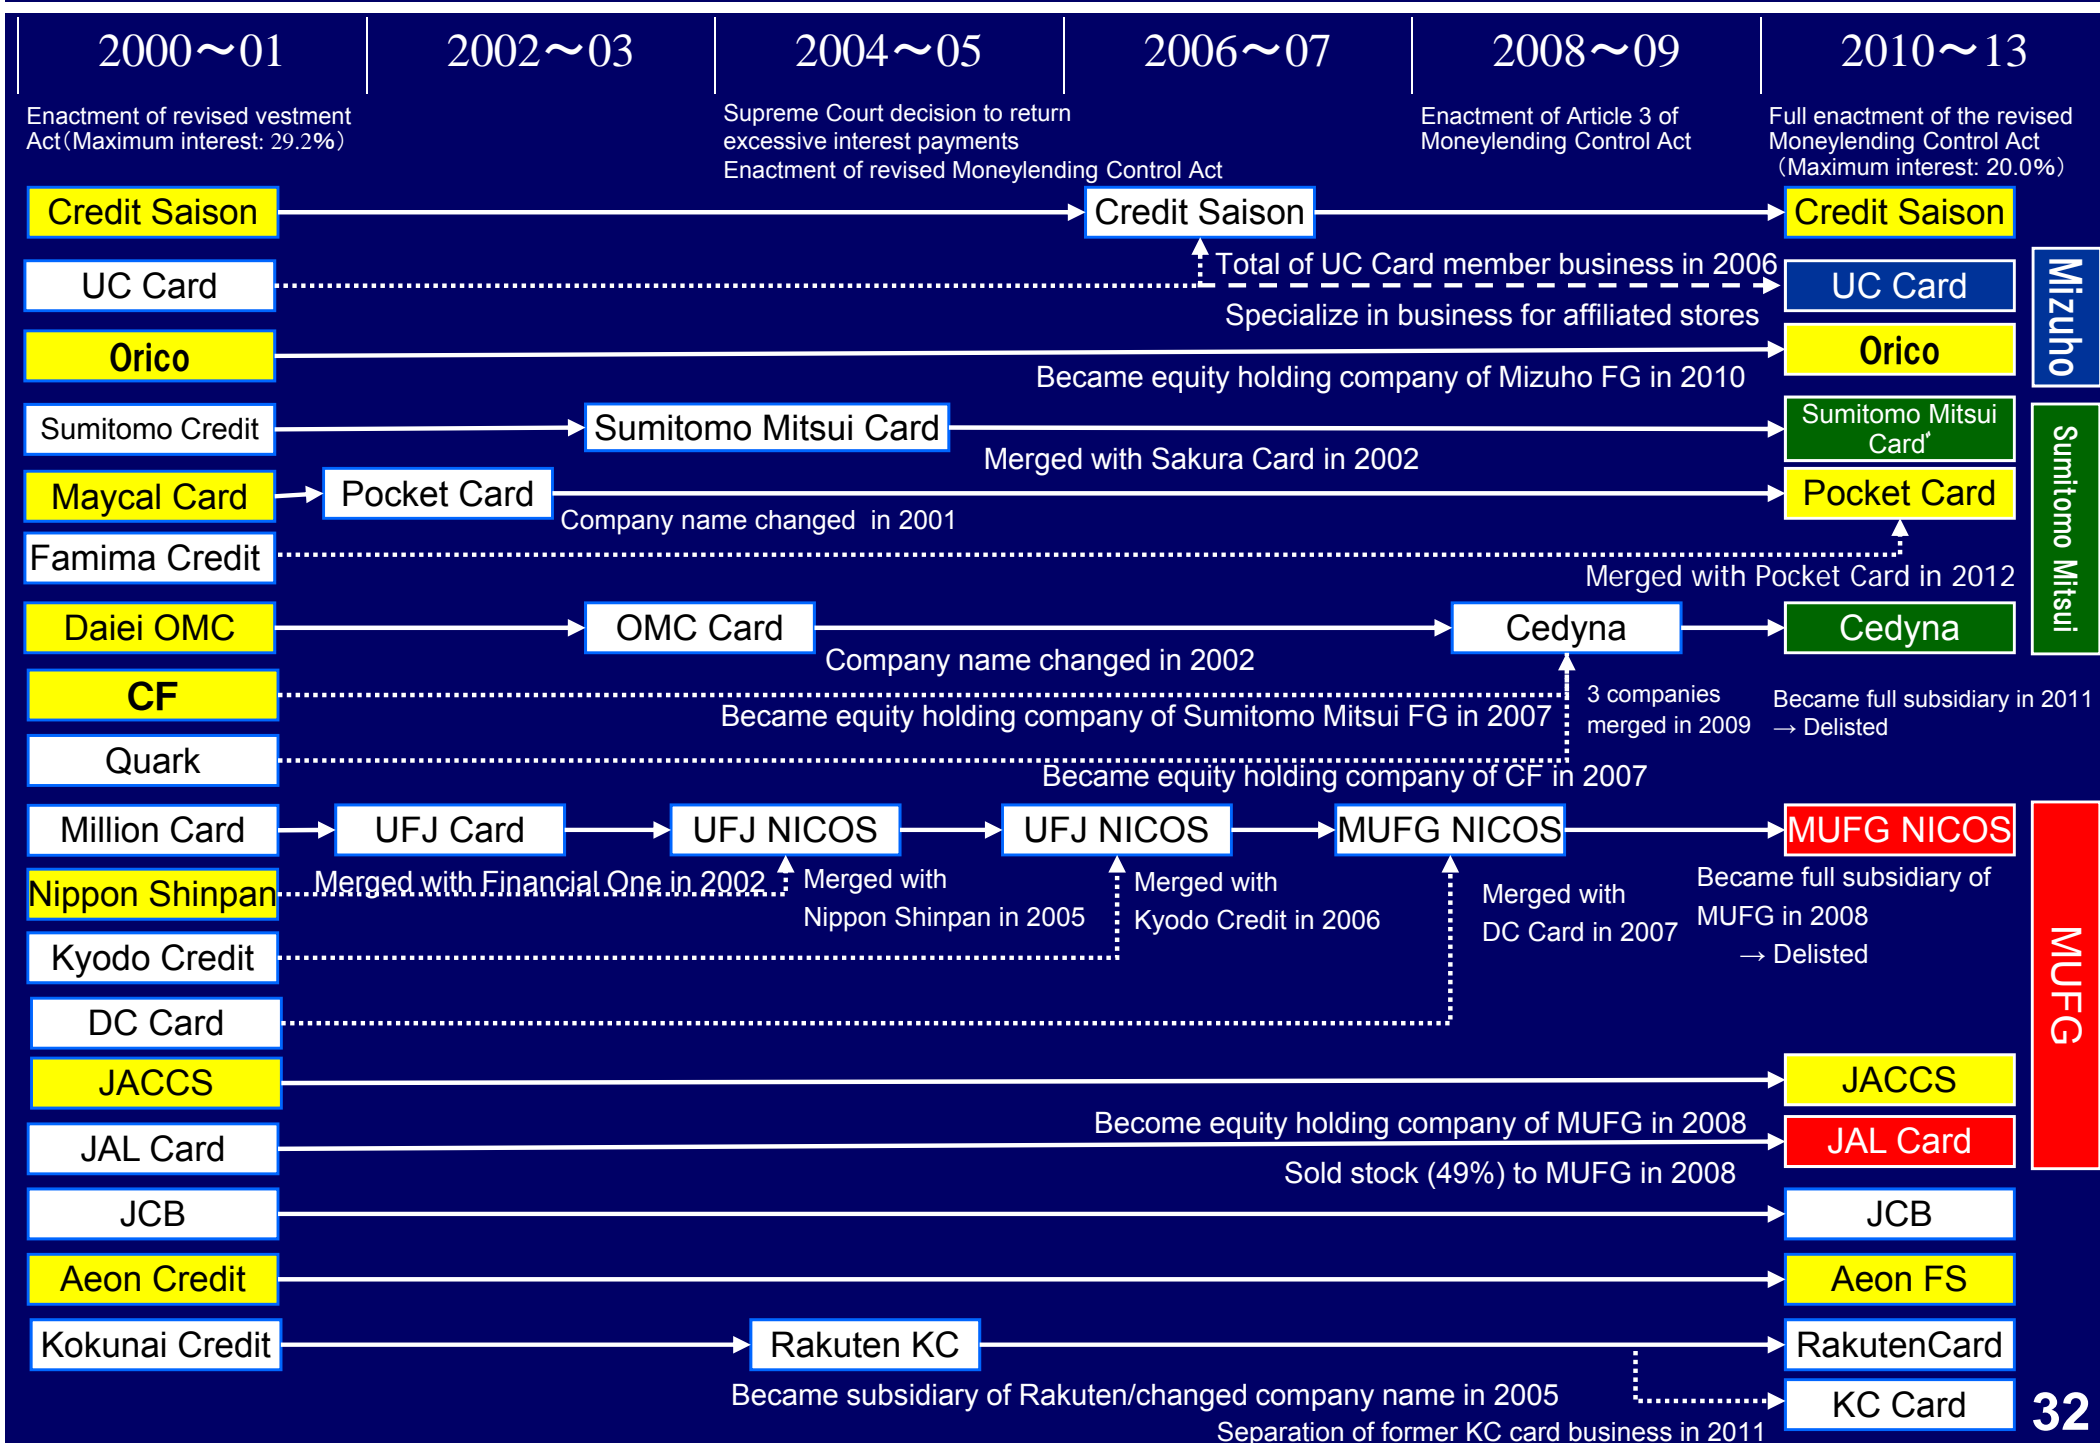 2000～01
2002～03
2004～05
2006～07
2008～09
2010～13
Enactment of revised vestment
Act（Maximum interest: 29.2%）
Supreme Court decision to return
excessive interest payments
Enactment of revised Moneylending Control Act
Enactment of Article 3 of
Moneylending Control Act
Full enactment of the revised
Moneylending Control Act
（Maximum interest: 20.0%）
Credit Saison
Credit Saison
Credit Saison
Total of UC Card member business in 2006
UC Card
UC Card
Specialize in business for affiliated stores
Orico
Orico
Became equity holding company of Mizuho FG in 2010
Mizuho
Sumitomo Credit
Sumitomo Mitsui Card
Sumitomo Mitsui
Card
Merged with Sakura Card in 2002
Maycal Card
Pocket Card
Pocket Card
Company name changed in 2001
Famima Credit
Merged with Pocket Card in 2012
Daiei OMC
OMC Card
Cedyna
Cedyna
Company name changed in 2002
Sumitomo Mitsui
CF
Became equity holding company of Sumitomo Mitsui FG in 2007
3 companies
merged in 2009
Became full subsidiary in 2011
→ Delisted
Quark
Became equity holding company of CF in 2007
Million Card
UFJ Card
UFJ NICOS
UFJ NICOS
MUFG NICOS
MUFG NICOS
Nippon Shinpan
Merged with Financial One in 2002
Merged with
Nippon Shinpan in 2005
Merged with
Kyodo Credit in 2006
Merged with
DC Card in 2007
Became full subsidiary of
MUFG in 2008
→ Delisted
Kyodo Credit
DC Card
MUFG
JACCS
JACCS
Become equity holding company of MUFG in 2008
JAL Card
JAL Card
Sold stock (49%) to MUFG in 2008
JCB
JCB
Aeon Credit
Aeon FS
Kokunai Credit
Rakuten KC
RakutenCard
Became subsidiary of Rakuten/changed company name in 2005
KC Card
Separation of former KC card business in 2011
32